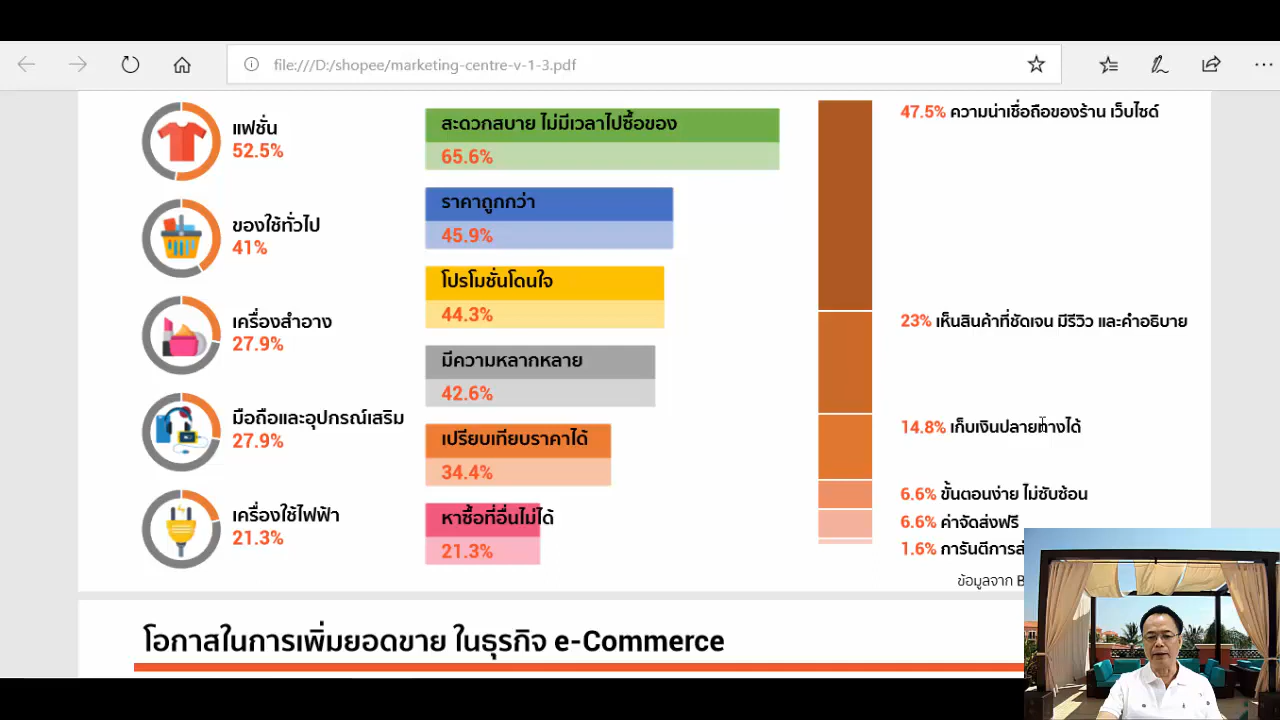 file:///D:/shopee/marketing-centre-v-1-3.pdf
แฟชั่น
52.5%
ของใช้ทั่วไป
41%
เครื่องสำอาง
27.9%
มือถือและอุปกรณ์เสริม
27.9%
เครื่องใช้ไฟฟ้า
21.3%
สะดวกสบาย ไม่มีเวลาไปซื้อของ
65.6%
ราคาถูกกว่า
45.9%
โปรโมชั่นโดนใจ
44.3%
มีความหลากหลาย
42.6%
เปรียบเทียบราคาได้
34.4%
หาซื้อที่อื่นไม่ได้
21.3%
47.5% ความน่าเชื่อถือของร้าน เว็บไซด์
23% เห็นสินค้าที่ชัดเจน มีรีวิว และคำอธิบาย
14.8% เก็บเงินปลายทางได้
6.6% ขั้นตอนง่าย ไม่ซับซ้อน
6.6% ค่าจัดส่งฟรี
1.6% การันตีการส่
ข้อมูลจาก B
โอกาสในการเพิ่มยอดขาย ในธุรกิจ e-Commerce